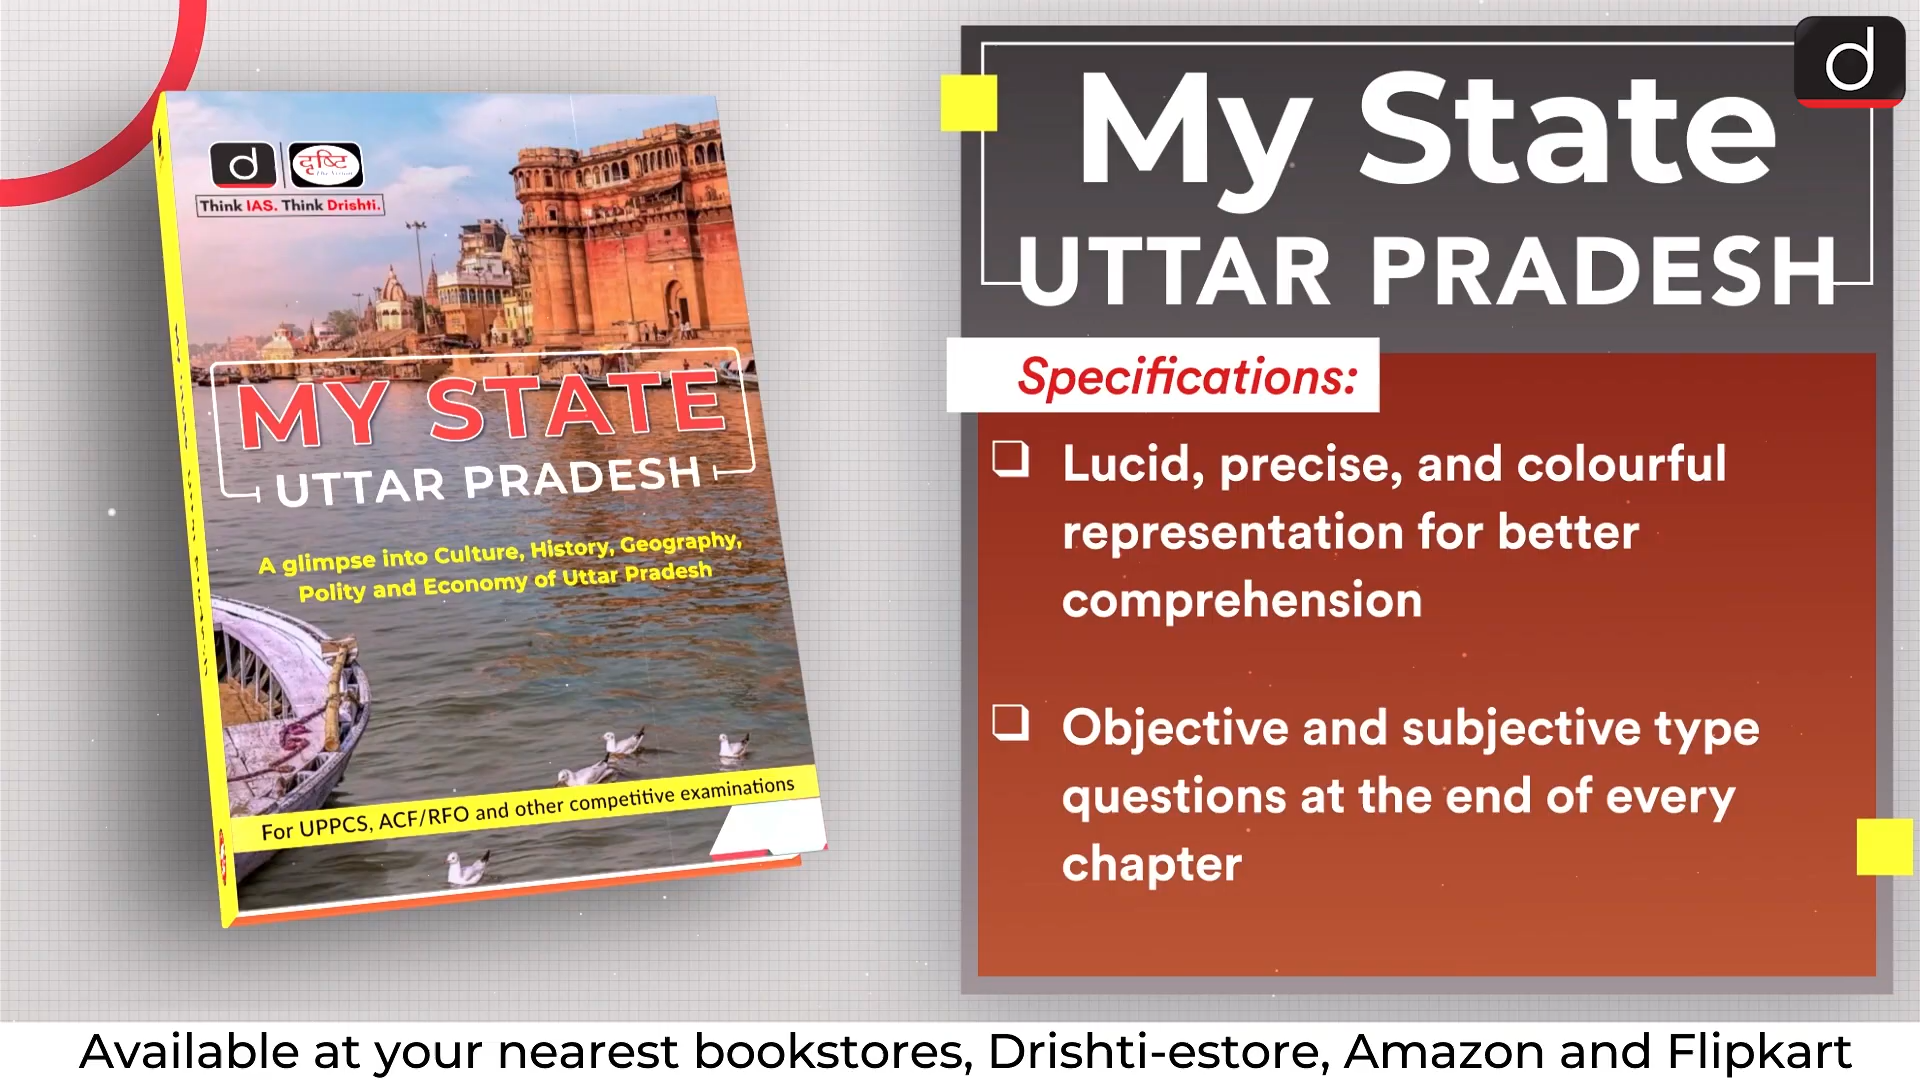 d
दृष्टि
The Vision
Think IAS. Think Drishti.
MY STATE
UTTAR PRADESH
A glimpse into Culture, History, Geography,
Polity and Economy of Uttar Pradesh
For UPPCS, ACF/RFO and other competitive examinations
d
My State
UTTAR PRADESH
Specifications:
❏ Lucid, precise, and colourful
representation for better
comprehension
❏ Objective and subjective type
questions at the end of every
chapter
Available at your nearest bookstores, Drishti-estore, Amazon and Flipkart